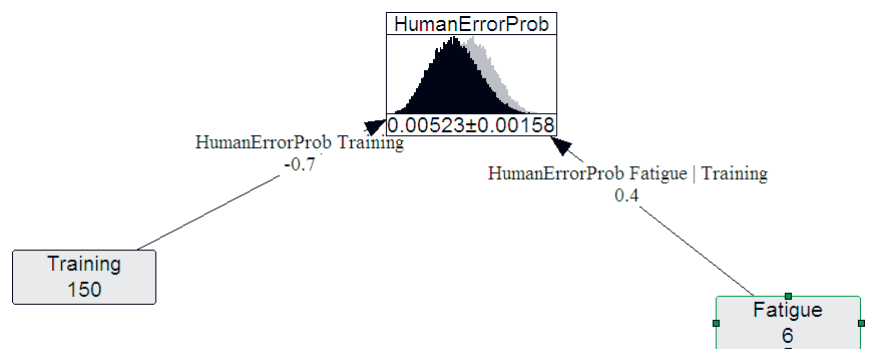 HumanErrorProb
0.00523±0.00158
HumanErrorProb Training
-0.7
HumanErrorProb Fatigue | Training
0.4
Training
150
Fatigue
6